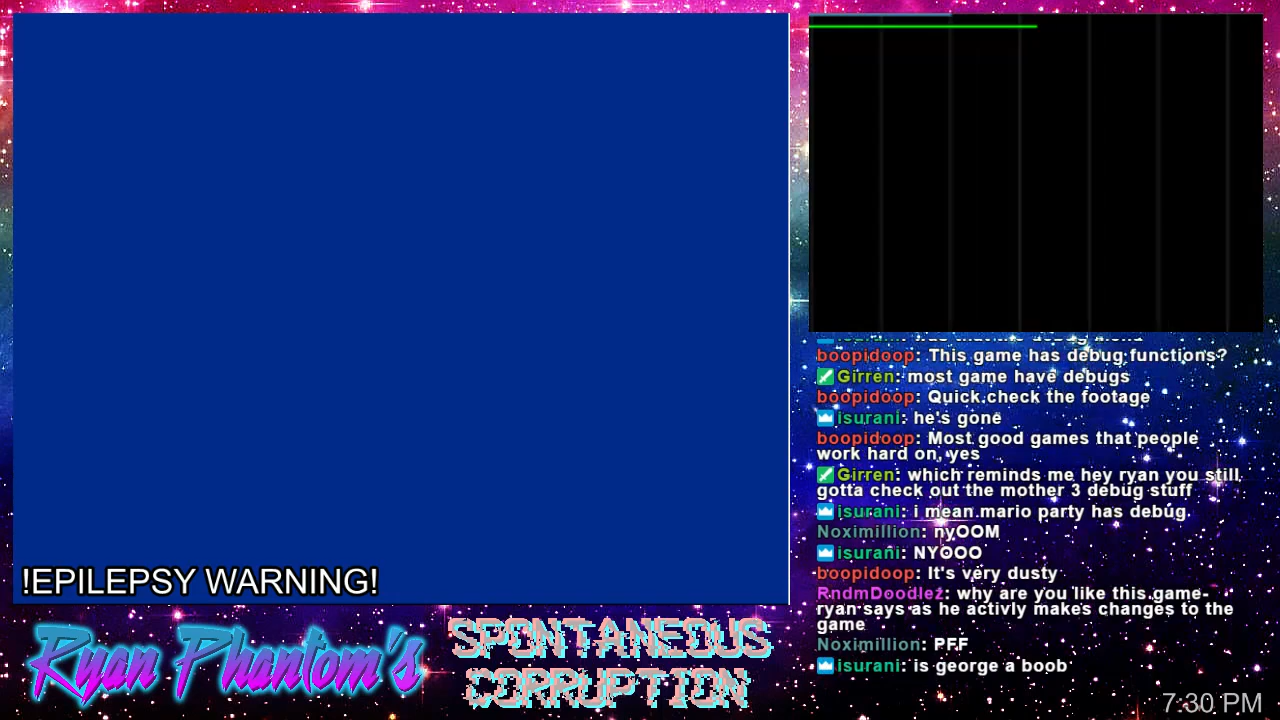 boopidoop: This game has debug functions?
Girren: most game have debugs
boopidoop: Quick.check the footage
isurani: he's gone
boopidoop: Most good games that people
work hard on, yes
Girren: which reminds me hey ryan you still
gotta check out the mother 3 debug stuff
isurani: i mean mario party has debug
Noximillion: nyOOM
isurani: NYOOO
boopidoop: It's very dusty
RndmDoodlez: why are you like this game-
ryan says as he activly makes changes to the
game
Noximillion: PFF
isurani: is george a boob
!EPILEPSY WARNING!
Ryan Phantom's
SPONTANEOUS
CORRUPTION
7:30 PM